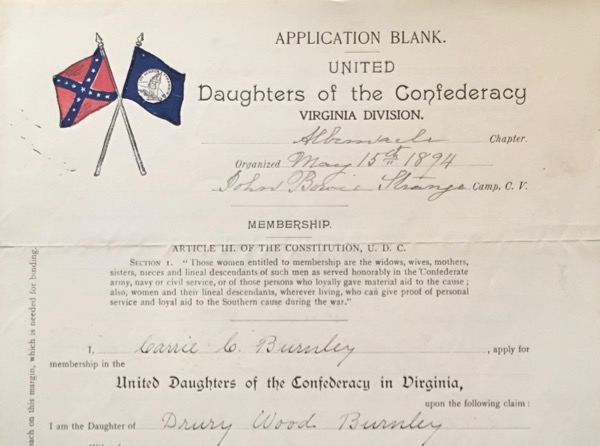 APPLICATION BLANK.
UNITED
Daughters of the Confederacy
VIRGINIA DIVISION.
Albemarle Chapter.
Organized May 15th 1894
John Bowie Strange Camp, C. V.
MEMBERSHIP.
ARTICLE III. OF THE CONSTITUTION, U. D. C.
SECTION 1. "Those women entitled to membership are the widows, wives, mothers,
sisters, nieces and lineal descendants of such men as served honorably in the Confederate
army, navy or civil service, or of those persons who loyally gave material aid to the cause;
also, women and their lineal descendants, wherever living, who can give proof of personal
service and loyal aid to the Southern cause during the war."
I, Carrie C. Burnley, apply for
membership in the
United Daughters of the Confederacy in Virginia,
upon the following claim:
I am the Daughter of Drury Wood Burnley
ach on this margin, which is needed for binding.